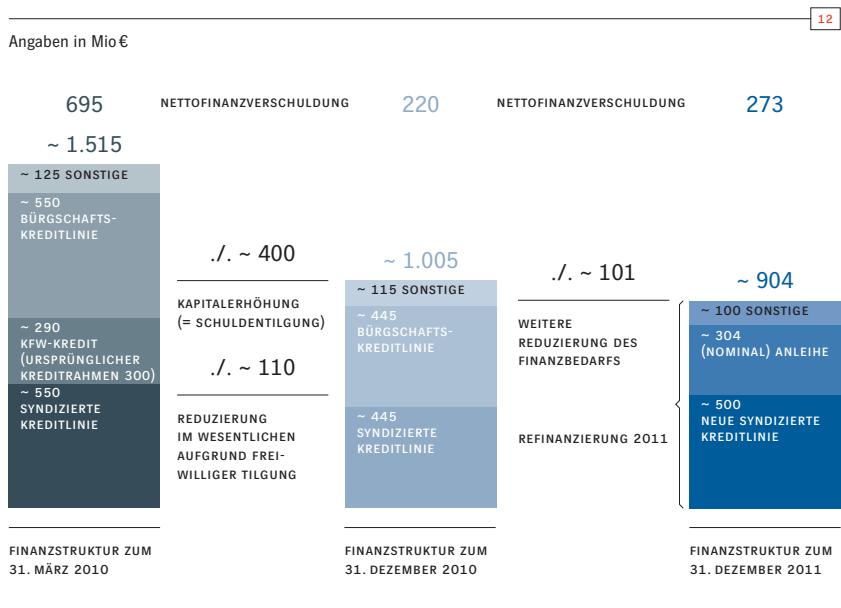 12
Angaben in Mio €
695
NETTOFINANZVERSCHULDUNG
220
NETTOFINANZVERSCHULDUNG
273
~ 1.515
~ 125 SONSTIGE
~ 550
BÜRGSCHAFTS-
KREDITLINIE
~ 290
KFW-KREDIT
(URSPRÜNGLICHER
KREDITRAHMEN 300)
~ 550
SYNDIZIERTE
KREDITLINIE
FINANZSTRUKTUR ZUM
31. MÄRZ 2010
./. ~ 400
KAPITALERHÖHUNG
(= SCHULDENTILGUNG)
./. ~ 110
REDUZIERUNG
IM WESENTLICHEN
AUFGRUND FREI-
WILLIGER TILGUNG
~ 1.005
~ 115 SONSTIGE
~ 445
BÜRGSCHAFTS-
KREDITLINIE
~ 445
SYNDIZIERTE
KREDITLINIE
FINANZSTRUKTUR ZUM
31. DEZEMBER 2010
./. ~ 101
WEITERE
REDUZIERUNG DES
FINANZBEDARFS
REFINANZIERUNG 2011
~ 904
~ 100 SONSTIGE
~ 304
(NOMINAL) ANLEIHE
~ 500
NEUE SYNDIZIERTE
KREDITLINIE
FINANZSTRUKTUR ZUM
31. DEZEMBER 2011